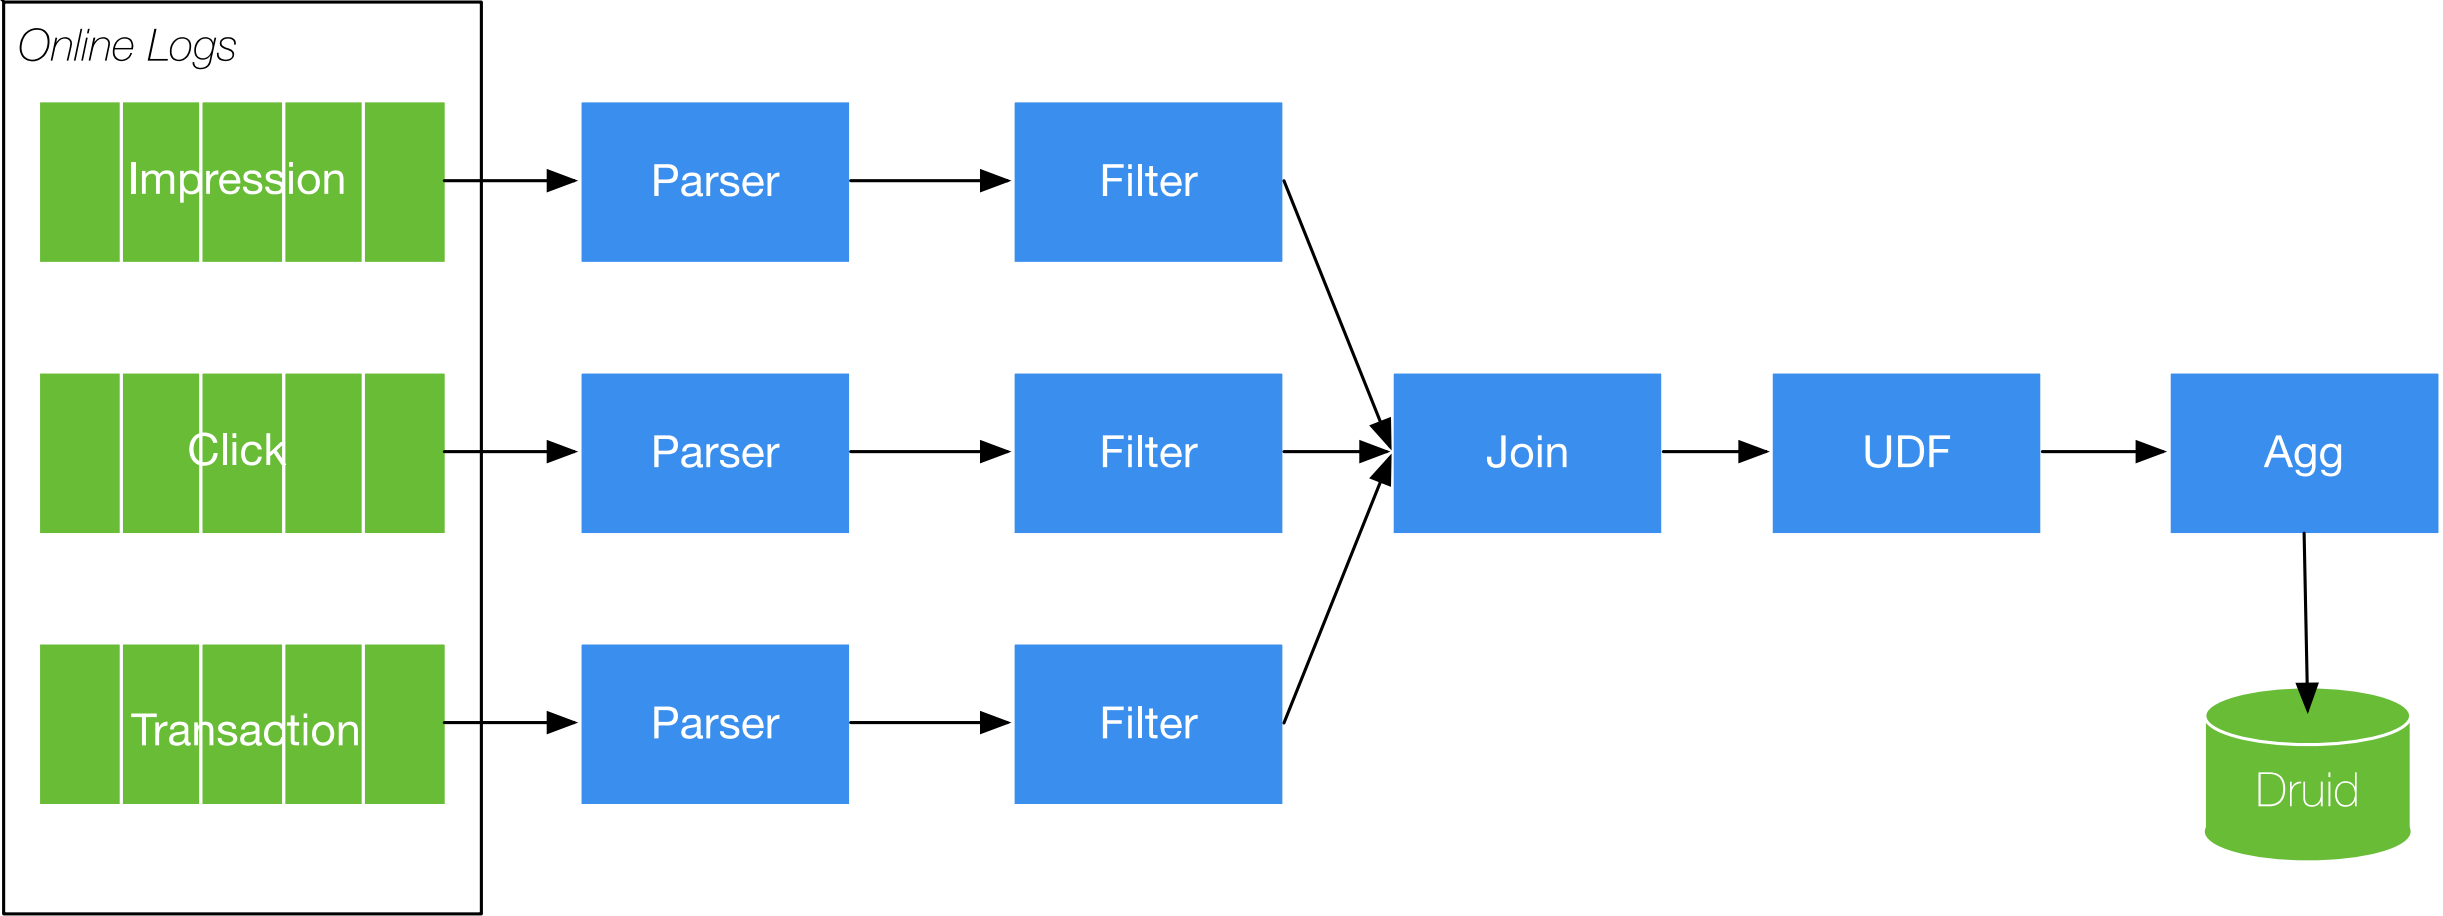 Online Logs
Impression
Parser
Filter
Click
Parser
Filter
Join
UDF
Agg
Transaction
Parser
Filter
Druid